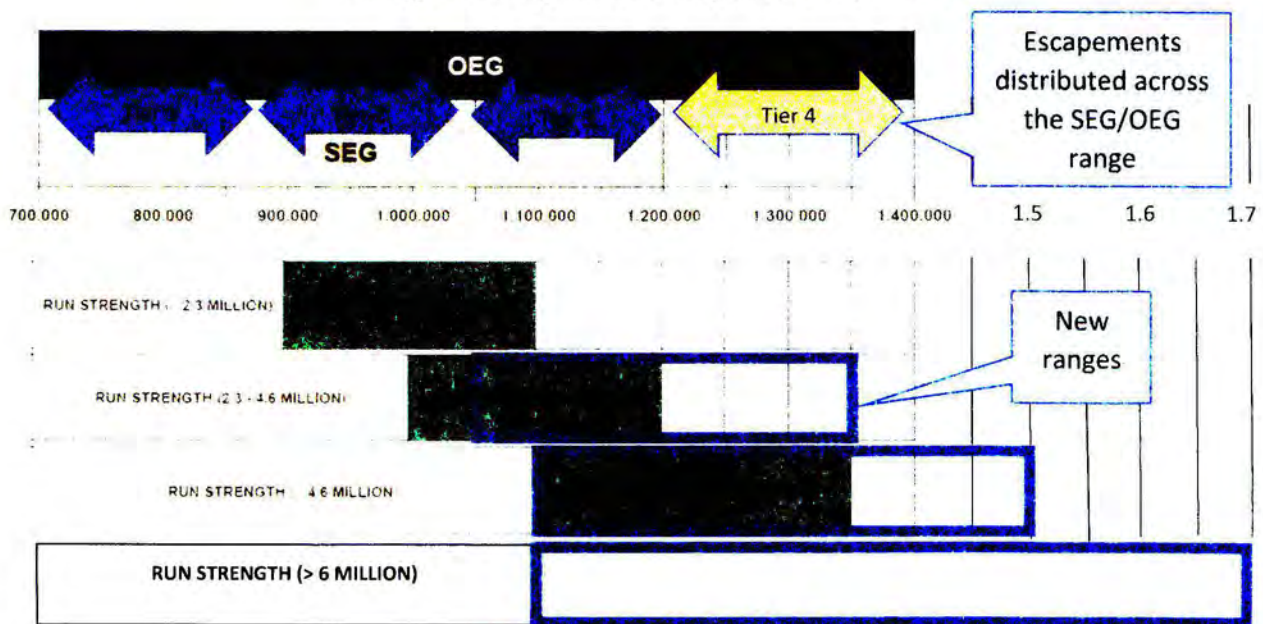 OEG
Tier 4
SEG
Escapements
distributed across
the SEG/OEG
range
700.000 800.000 900.000 1.000.000 1.100.000 1.200.000 1 300 000 1.400.000 1.5 1.6 1.7
RUN STRENGTH ( 2 3 MILLION)
New
ranges
RUN STRENGTH (2 3 - 4.6 MILLION)
RUN STRENGTH 4 6 MILLION
RUN STRENGTH (> 6 MILLION)